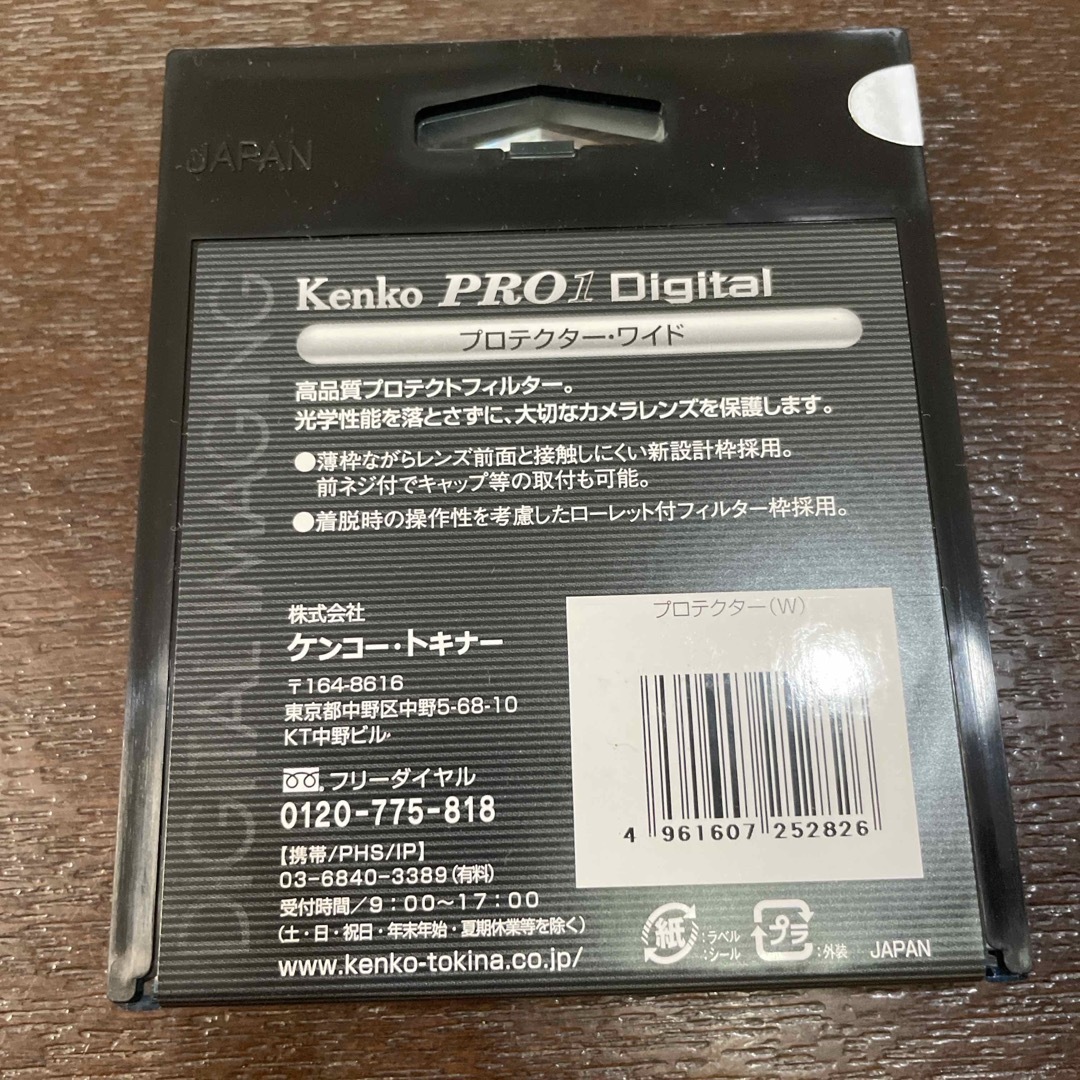 JAPAN
DIGITAL IMAGING
Kenko PRO1 Digital
プロテクター・ワイド
高品質プロテクトフィルター。
光学性能を落とさずに、大切なカメラレンズを保護します。
●薄枠ながらレンズ前面と接触しにくい新設計枠採用。
前ネジ付でキャップ等の取付も可能。
●着脱時の操作性を考慮したローレット付フィルター枠採用。
株式会社
ケンコー・トキナー
〒164-8616
東京都中野区中野5-68-10
KT中野ビル
フリーダイヤル
0120-775-818
【携帯/PHS/IP】
03-6840-3389(有料)
受付時間/9:00〜17:00
(土・日・祝日・年末年始・夏期休業等を除く)
www.kenko-tokina.co.jp/
プロテクター(W)
4 961607 252826
紙 :ラベル
シール
プラ :外装
JAPAN